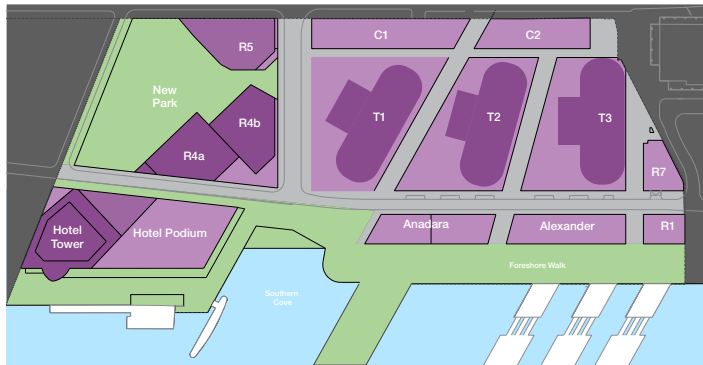 C1
C2
R5
New
Park
R4b
T1
T2
T3
R4a
R7
Hotel
Tower
Hotel Podium
Anadara
Alexander
R1
Foreshore Walk
Southern
Cove